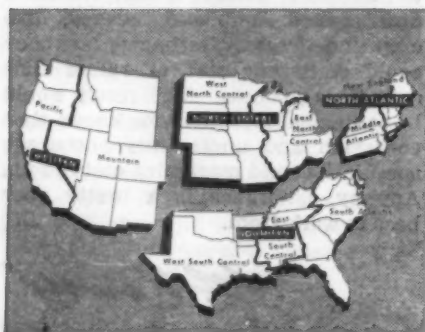 Pacific
WESTERN
Mountain
West
North Central
NORTH CENTRAL
East
North
Central
New England
NORTH ATLANTIC
Middle
Atlantic
West South Central
East
SOUTHERN
South
Central
South A